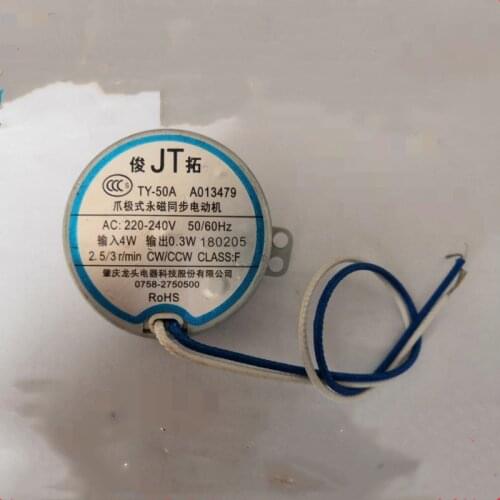 俊JT拓
CCC TY-50A A013479
爪极式永磁同步电动机
AC: 220-240V 50/60Hz
输入4W 输出0.3W 180205
2.5/3 r/min CW/CCW CLASS:F
肇庆龙头电器科技股份有限公司
0758-2750500
RoHS